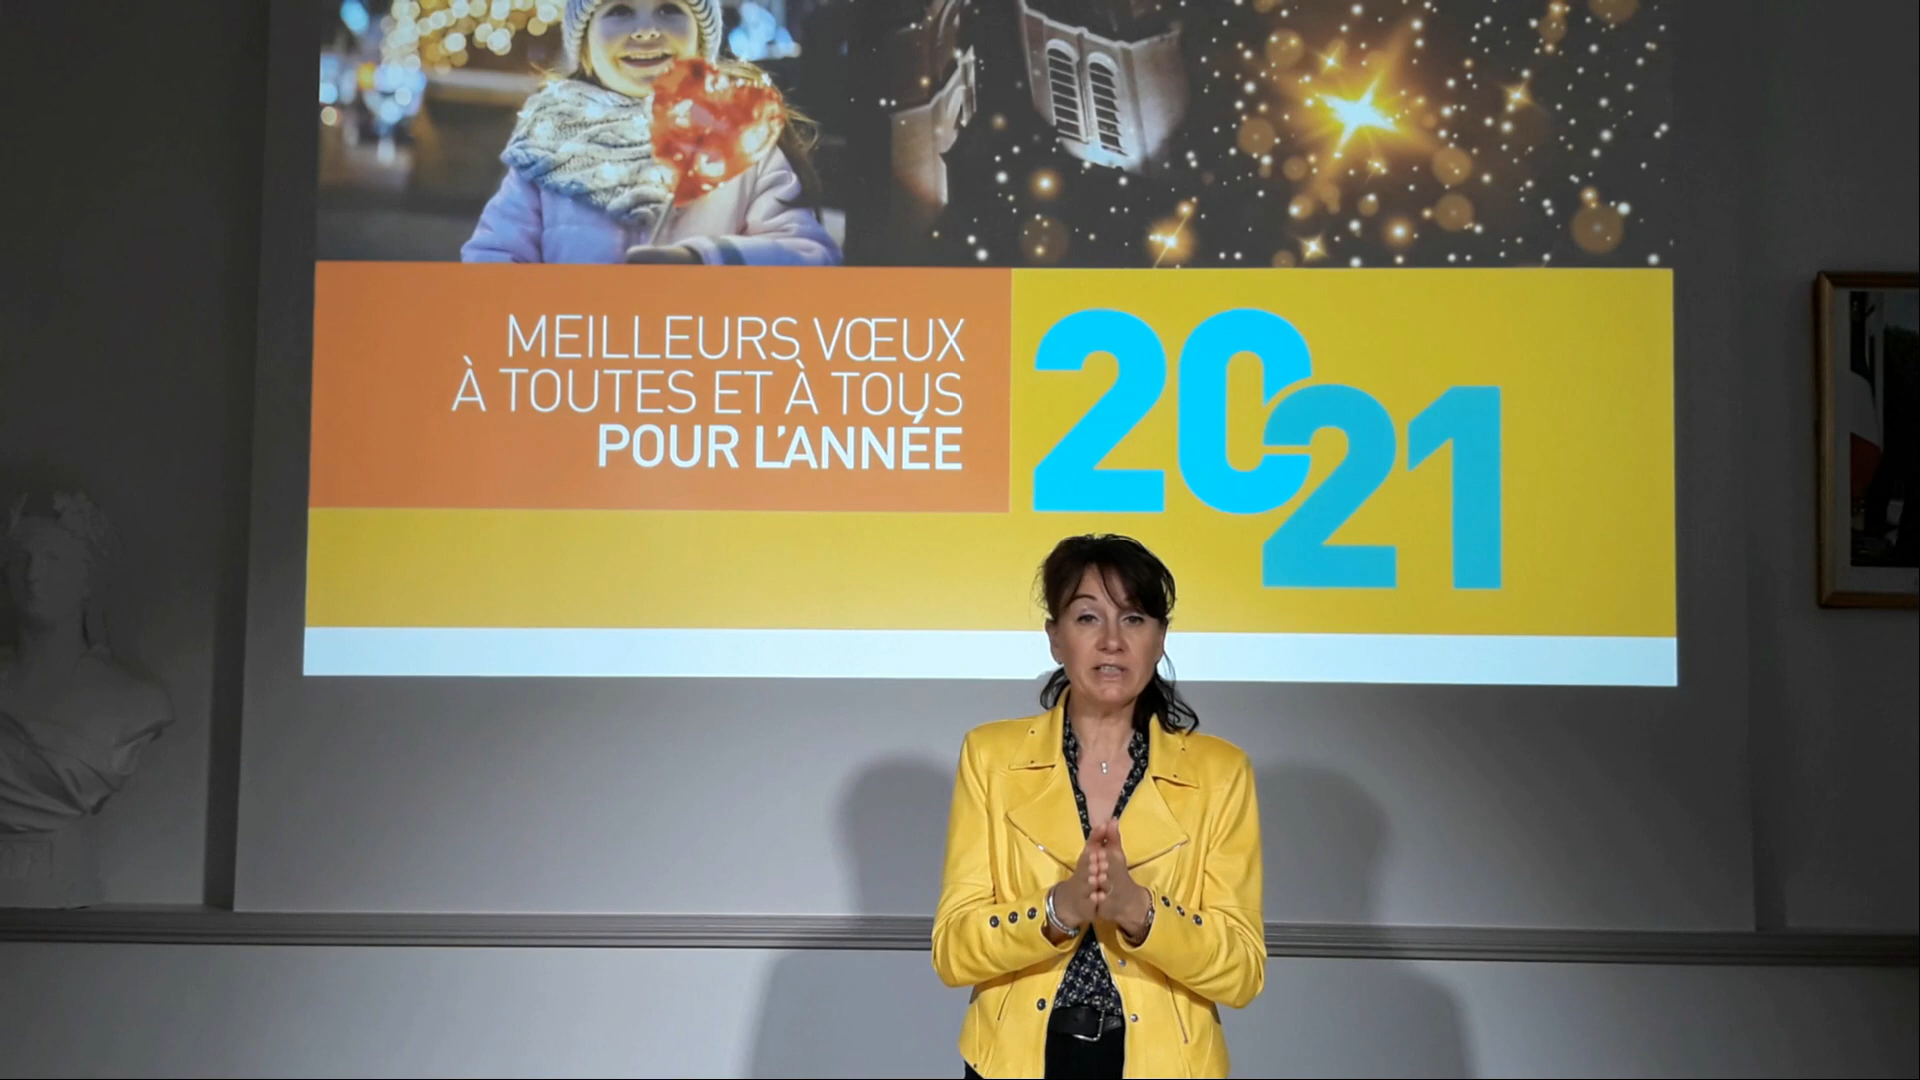 MEILLEURS VŒUX
À TOUTES ET À TOUS
POUR L'ANNÉE
2021